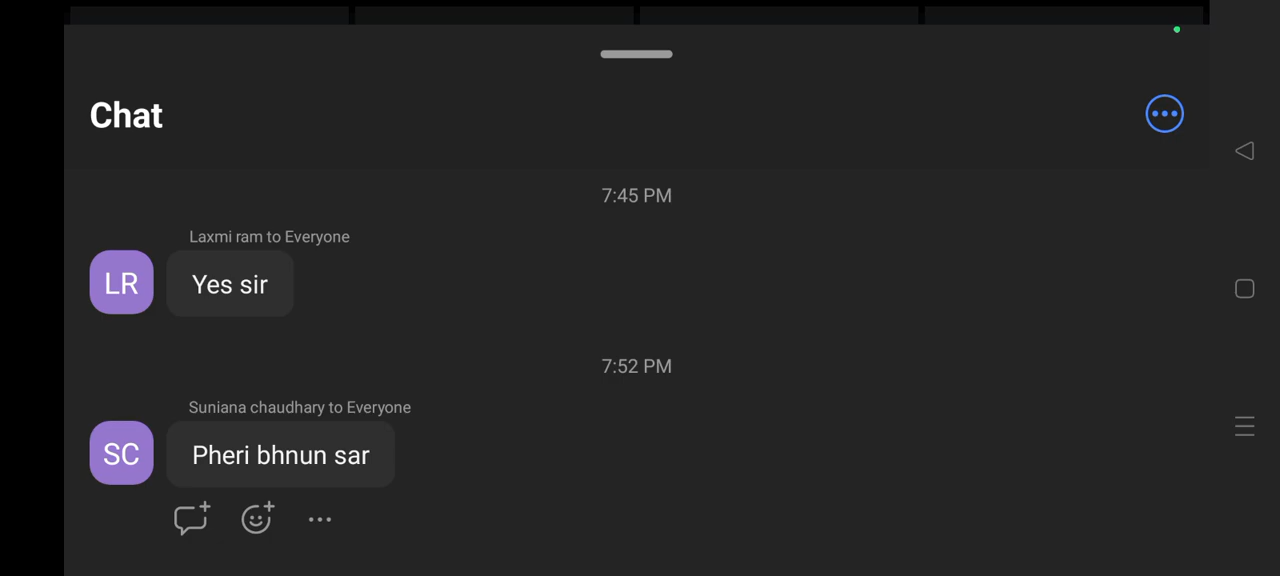 Chat
7:45 PM
Laxmi ram to Everyone
LR
Yes sir
7:52 PM
Suniana chaudhary to Everyone
SC
Pheri bhnun sar